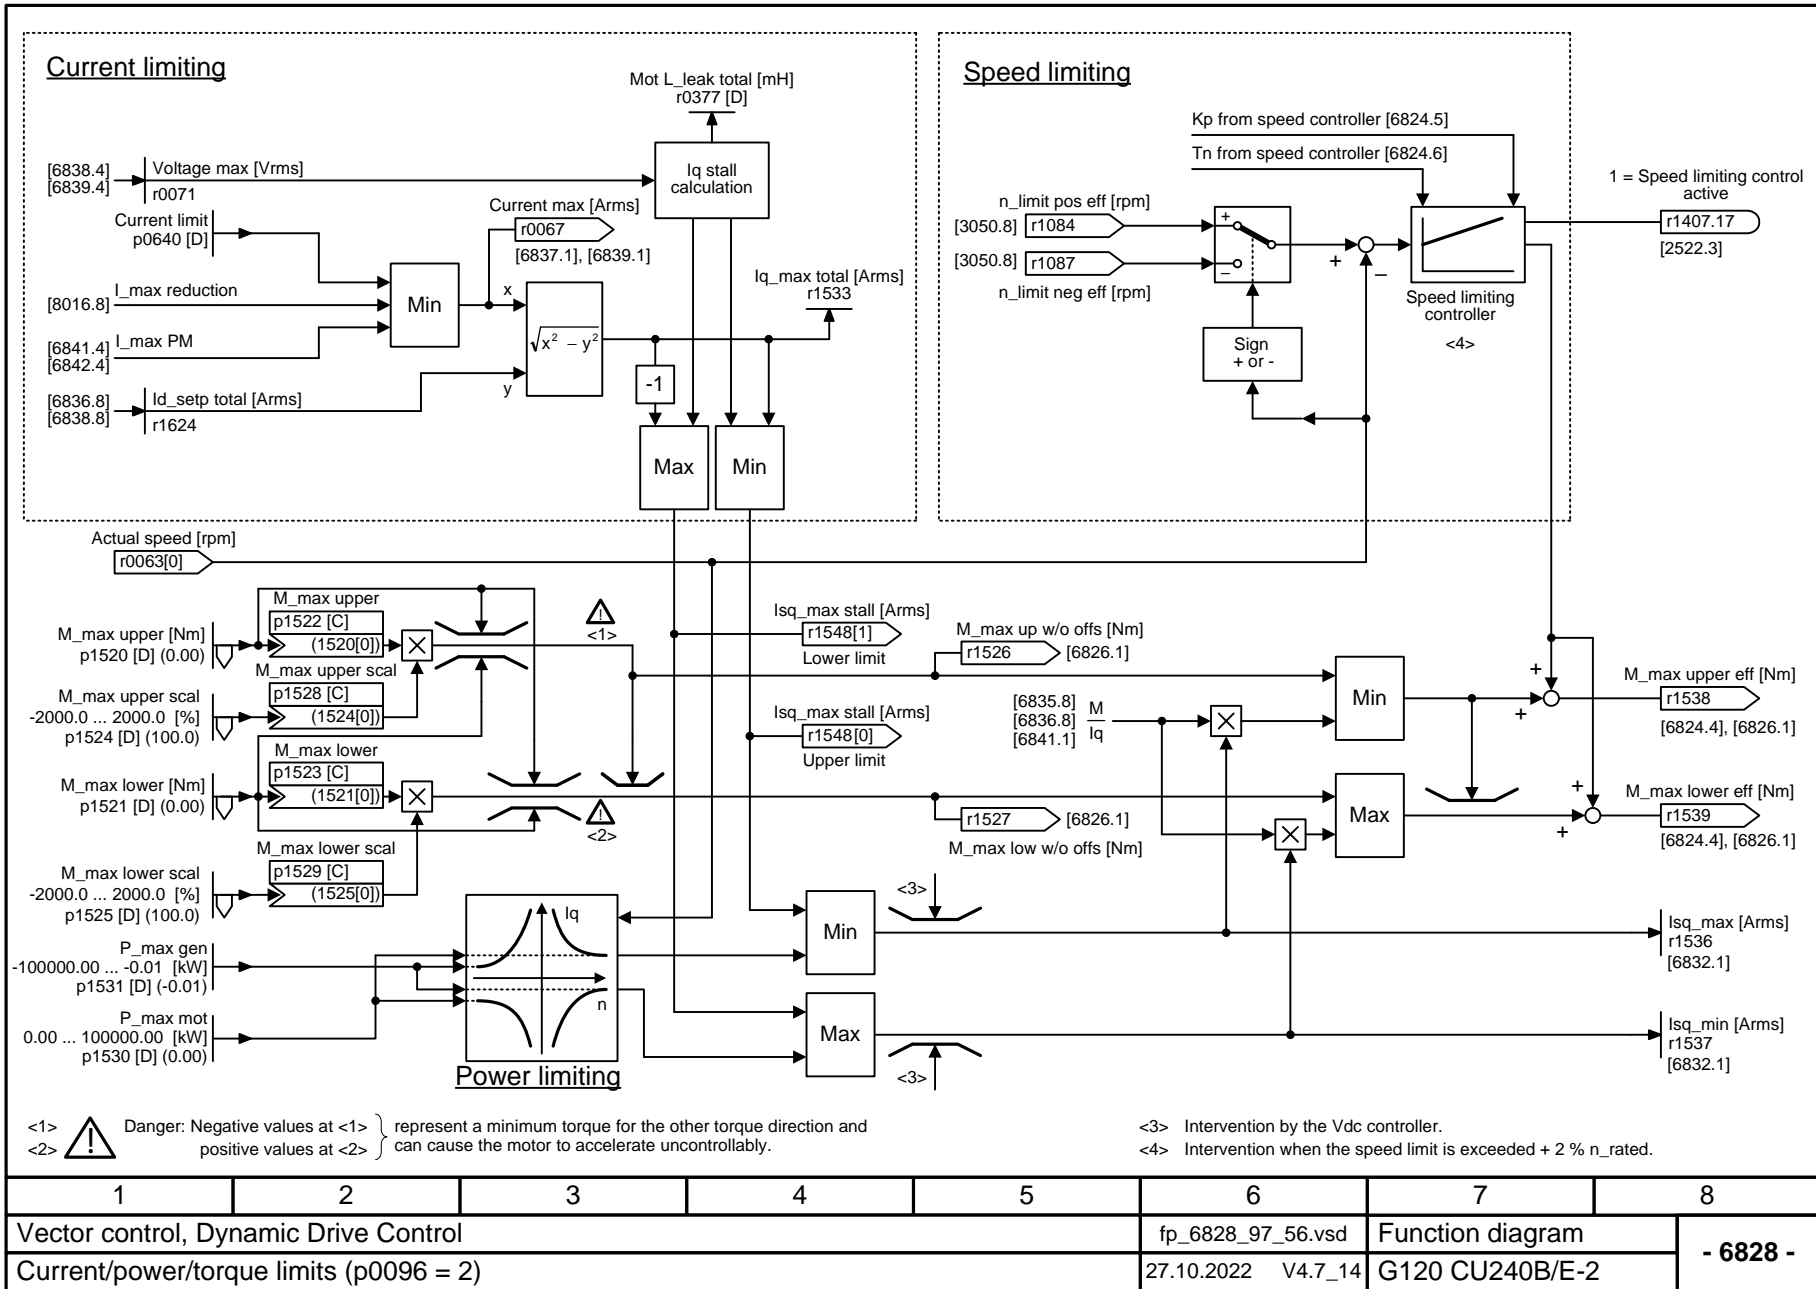 Current limiting
Mot L_leak total [mH]
r0377 [D]
[6838.4]
[6839.4]
Voltage max [Vrms]
r0071
Iq stall
calculation
Current limit
p0640 [D]
Current max [Arms]
r0067
[6837.1], [6839.1]
[8016.8]
I_max reduction
Min
x
y
√x² – y²
Iq_max total [Arms]
r1533
[6841.4]
[6842.4]
I_max PM
-1
[6836.8]
[6838.8]
Id_setp total [Arms]
r1624
Max
Min
Speed limiting
Kp from speed controller [6824.5]
Tn from speed controller [6824.6]
1 = Speed limiting control
active
r1407.17
[2522.3]
n_limit pos eff [rpm]
[3050.8]
r1084
[3050.8]
r1087
n_limit neg eff [rpm]
+
–
+
–
Speed limiting
controller
<4>
Sign
+ or -
Actual speed [rpm]
r0063[0]
M_max upper [Nm]
p1520 [D] (0.00)
M_max upper
p1522 [C]
(1520[0])
<1>
M_max upper scal
-2000.0 ... 2000.0 [%]
p1524 [D] (100.0)
M_max upper scal
p1528 [C]
(1524[0])
M_max lower [Nm]
p1521 [D] (0.00)
M_max lower
p1523 [C]
(1521[0])
<2>
M_max lower scal
-2000.0 ... 2000.0 [%]
p1525 [D] (100.0)
M_max lower scal
p1529 [C]
(1525[0])
Isq_max stall [Arms]
r1548[1]
Lower limit
M_max up w/o offs [Nm]
r1526
[6826.1]
Isq_max stall [Arms]
r1548[0]
Upper limit
[6835.8]
[6836.8]
[6841.1]
M
Iq
Min
+
+
M_max upper eff [Nm]
r1538
[6824.4], [6826.1]
r1527
[6826.1]
M_max low w/o offs [Nm]
Max
+
+
M_max lower eff [Nm]
r1539
[6824.4], [6826.1]
P_max gen
-100000.00 ... -0.01 [kW]
p1531 [D] (-0.01)
P_max mot
0.00 ... 100000.00 [kW]
p1530 [D] (0.00)
Iq
n
Power limiting
Min
<3>
Max
<3>
Isq_max [Arms]
r1536
[6832.1]
Isq_min [Arms]
r1537
[6832.1]
<1>
<2>
Danger: Negative values at <1>
positive values at <2>
represent a minimum torque for the other torque direction and
can cause the motor to accelerate uncontrollably.
<3> Intervention by the Vdc controller.
<4> Intervention when the speed limit is exceeded + 2 % n_rated.
1 2 3 4 5 6 7 8
Vector control, Dynamic Drive Control
fp_6828_97_56.vsd
Function diagram
- 6828 -
Current/power/torque limits (p0096 = 2)
27.10.2022 V4.7_14
G120 CU240B/E-2